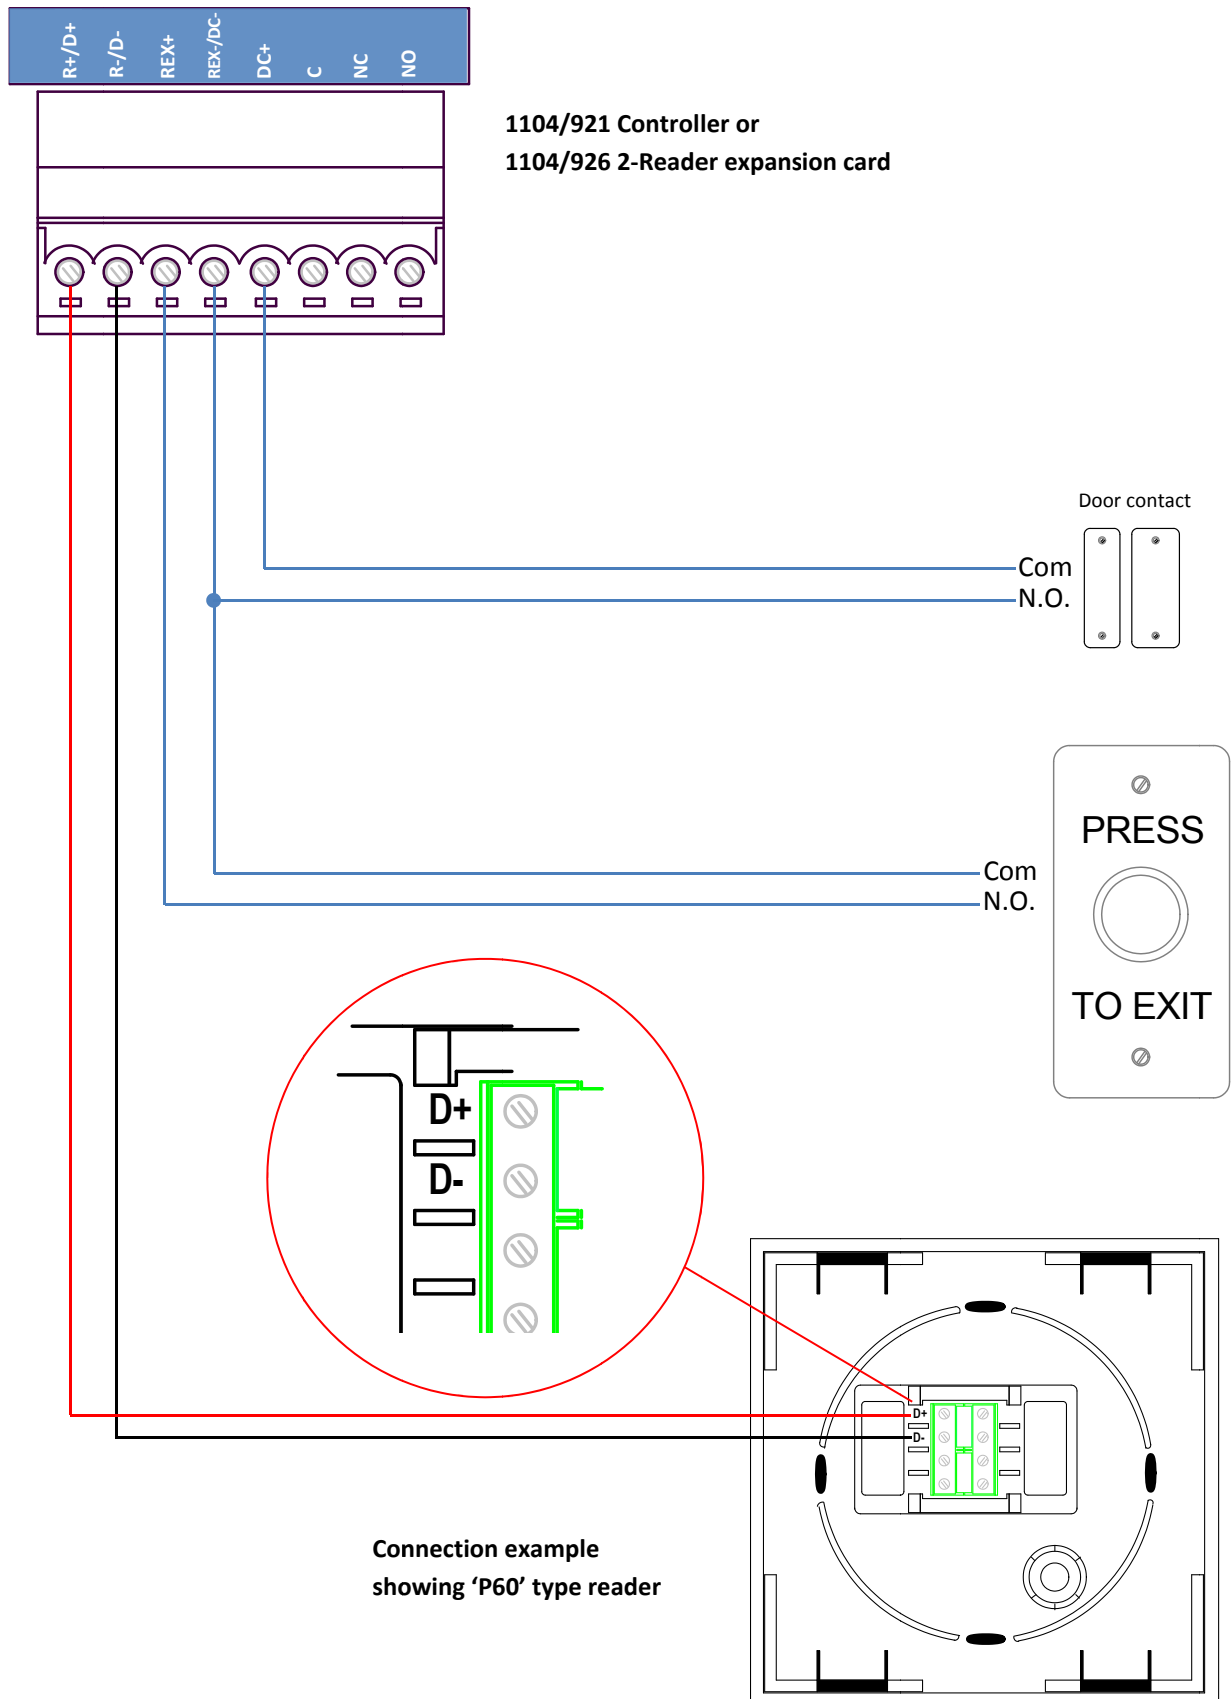 R+/D+
R-/D-
REX+
REX-/DC-
DC+
C
NC
NO
1104/921 Controller or
1104/926 2-Reader expansion card
Door contact
Com
N.O.
PRESS
Com
N.O.
TO EXIT
D+
D-
D+
D-
Connection example
showing ‘P60’ type reader